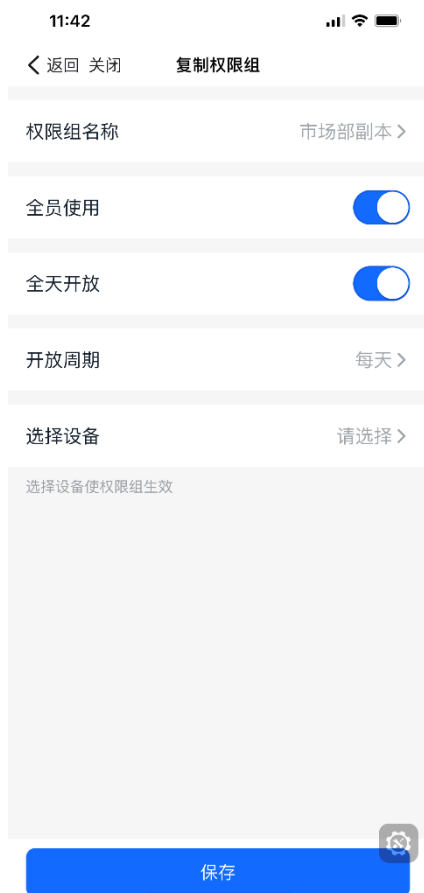 11:42
返回 关闭 复制权限组
权限组名称 市场部副本
全员使用
全天开放
开放周期 每天
选择设备 请选择
选择设备使权限组生效
保存